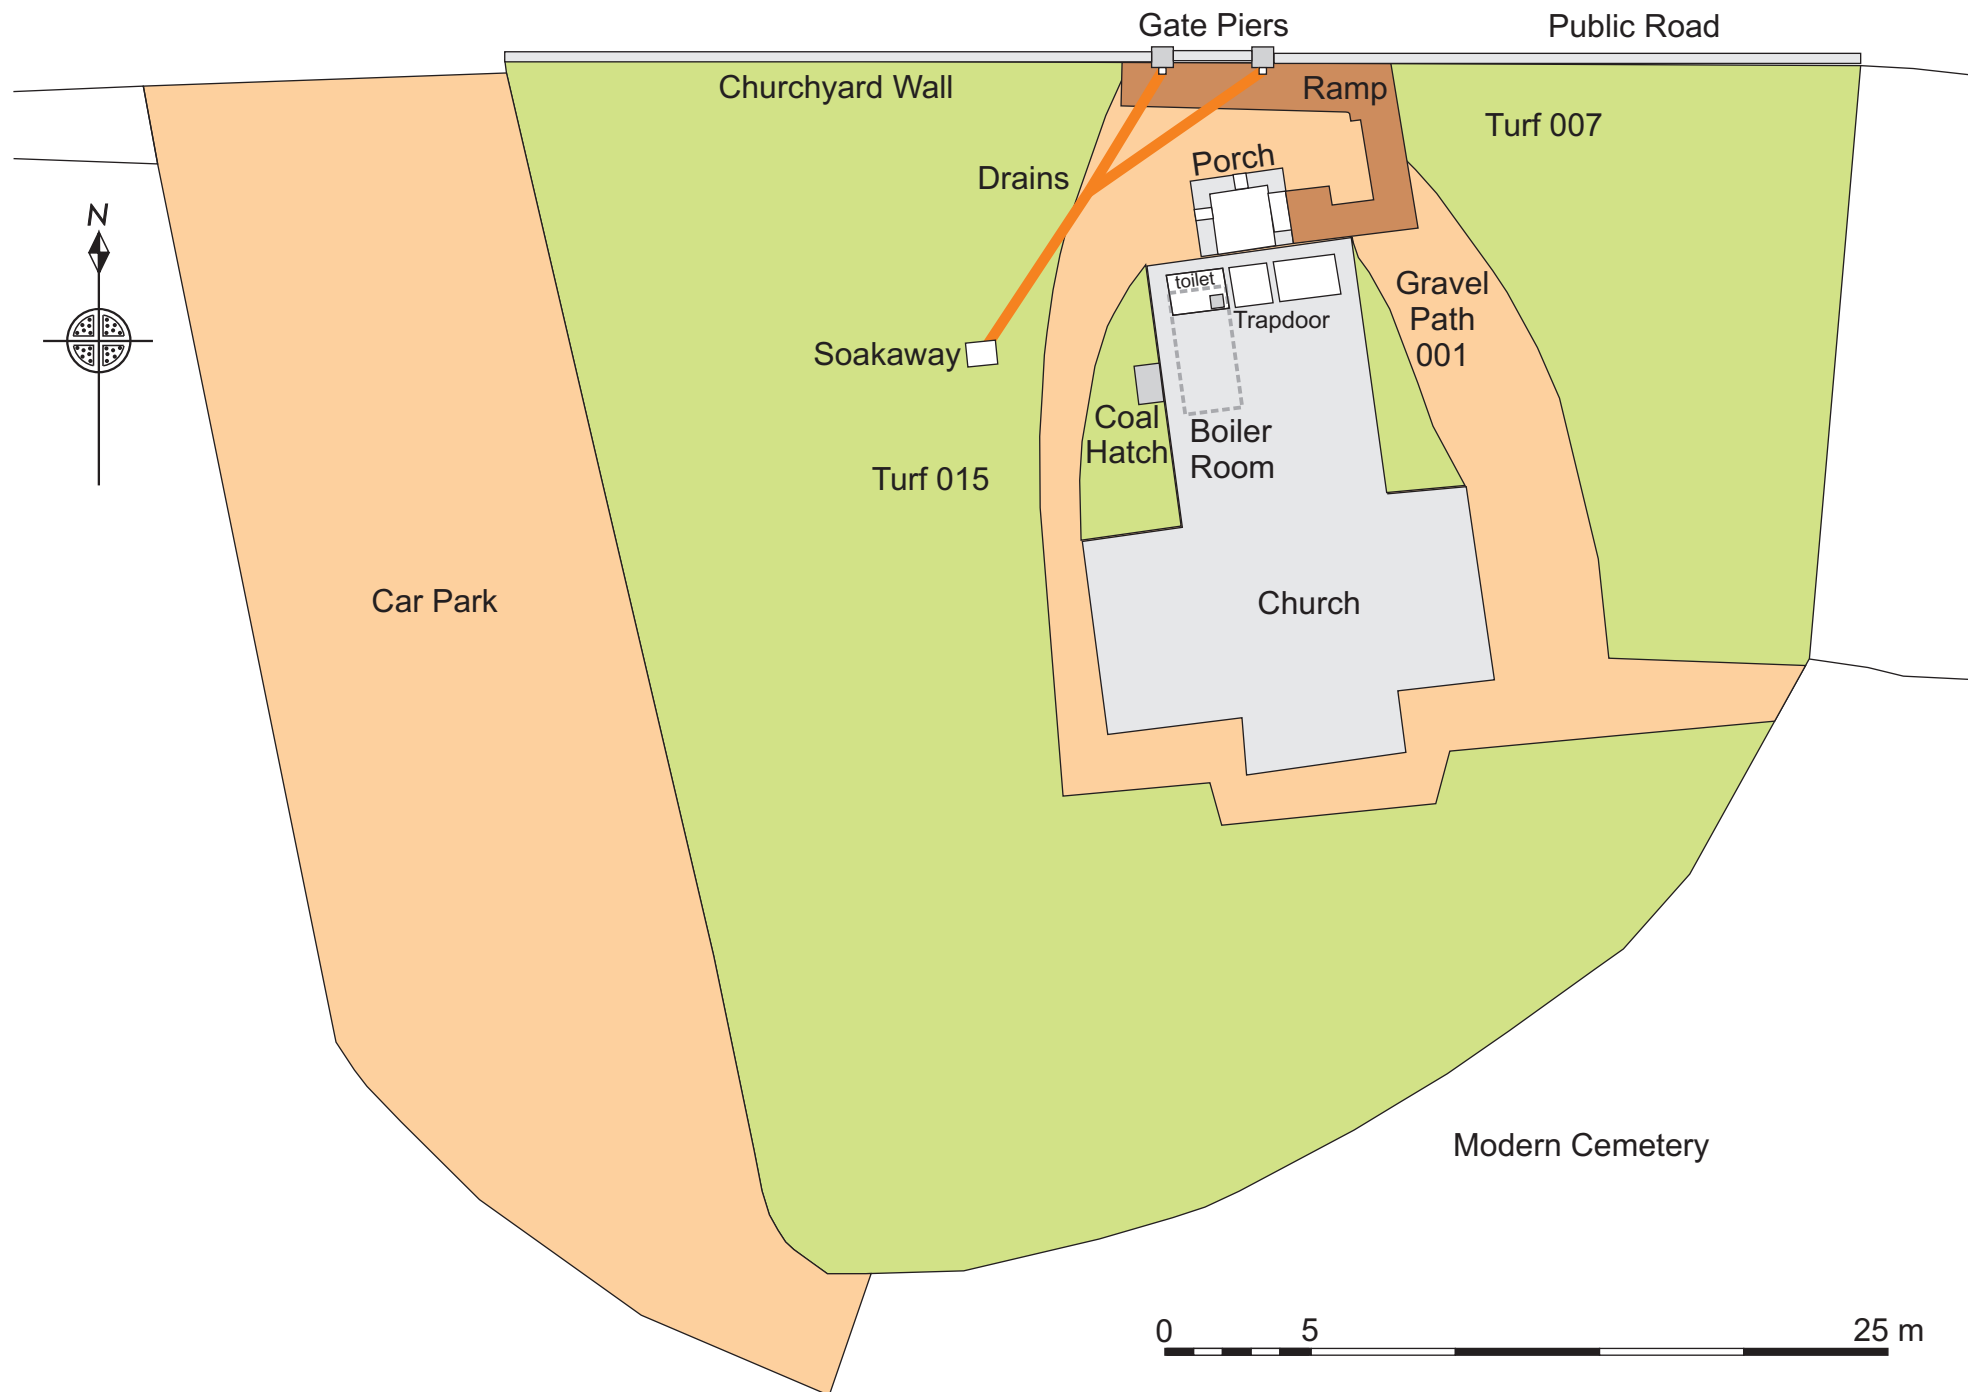 Gate Piers
Public Road
Churchyard Wall
Ramp
Turf 007
Porch
Drains
N
toilet
Gravel
Path
001
Trapdoor
Soakaway
Coal
Hatch
Boiler
Room
Turf 015
Car Park
Church
Modern Cemetery
0 5 25 m